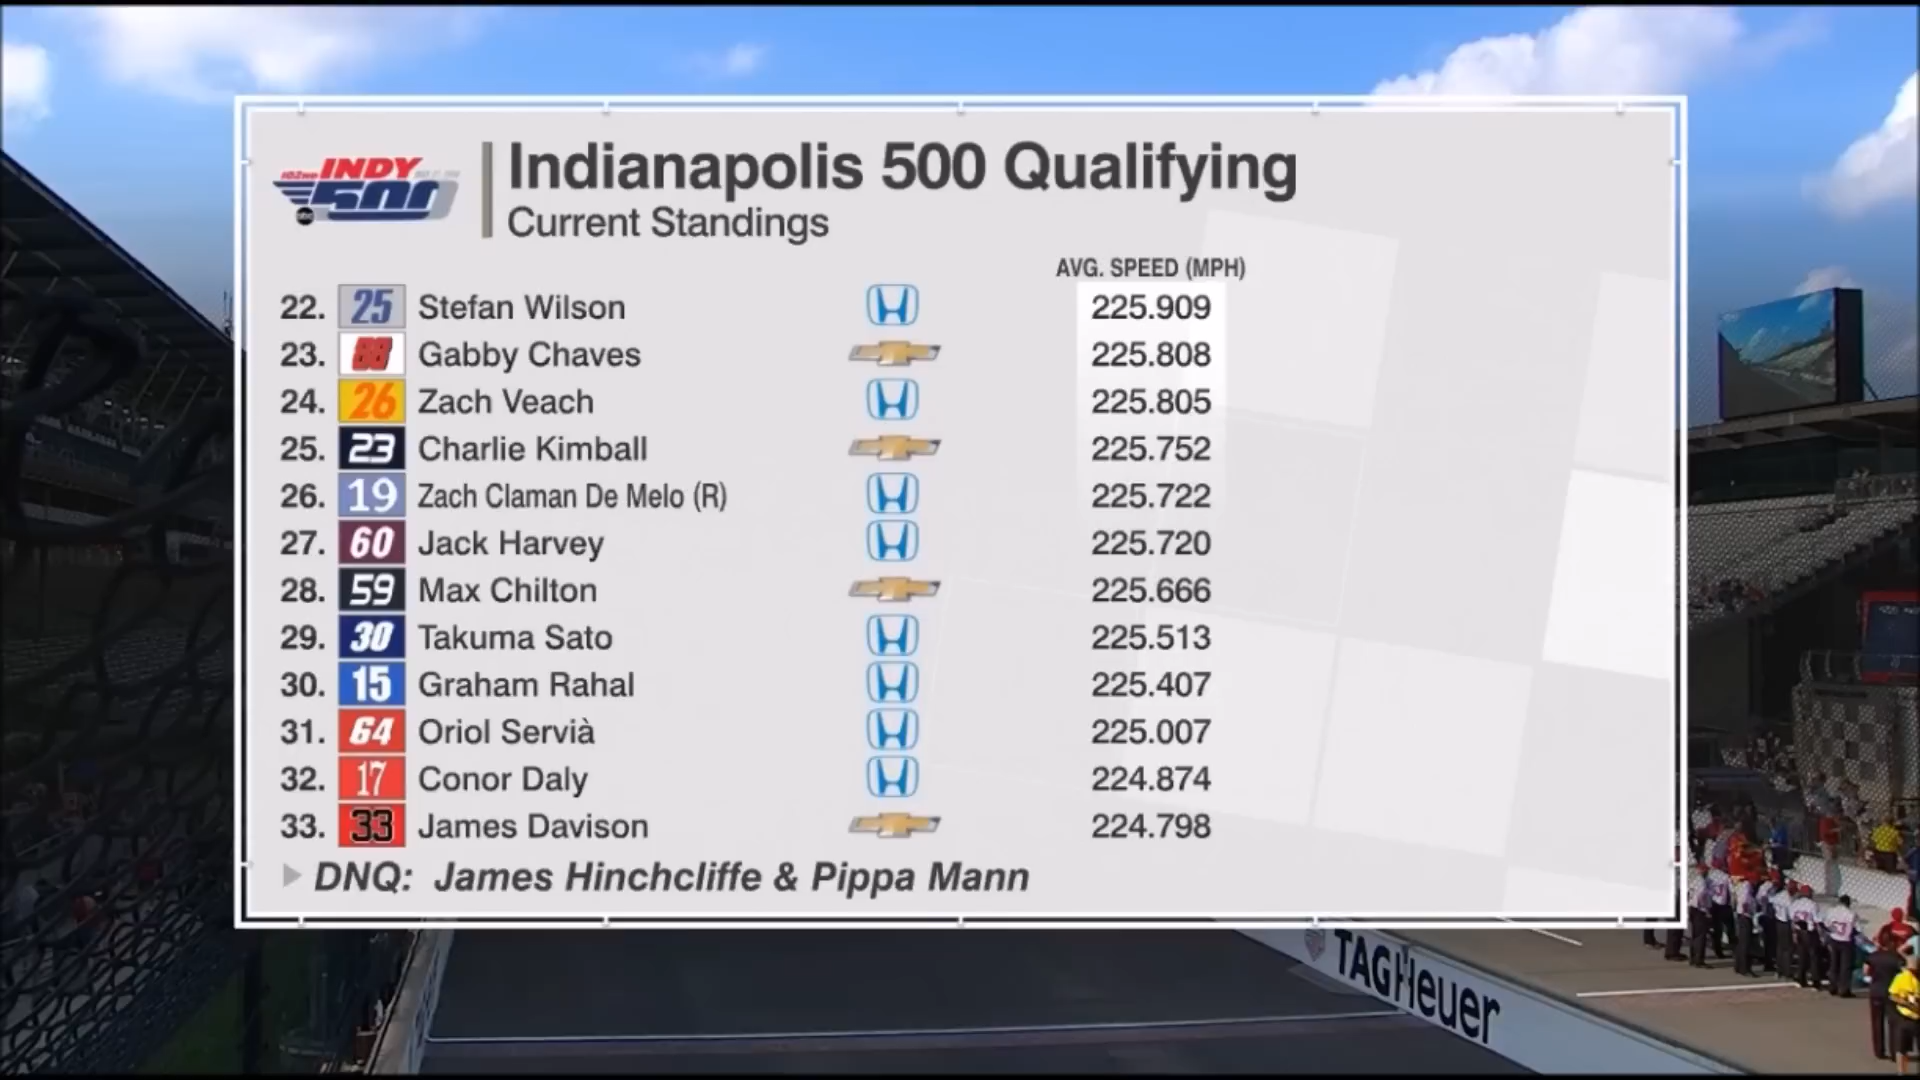 102ND INDY
500
Indianapolis 500 Qualifying
Current Standings
AVG. SPEED (MPH)
22. 25 Stefan Wilson 225.909
23. 88 Gabby Chaves 225.808
24. 26 Zach Veach 225.805
25. 23 Charlie Kimball 225.752
26. 19 Zach Claman De Melo (R) 225.722
27. 60 Jack Harvey 225.720
28. 59 Max Chilton 225.666
29. 30 Takuma Sato 225.513
30. 15 Graham Rahal 225.407
31. 64 Oriol Servià 225.007
32. 17 Conor Daly 224.874
33. 33 James Davison 224.798
DNQ: James Hinchcliffe & Pippa Mann
TAGHeuer